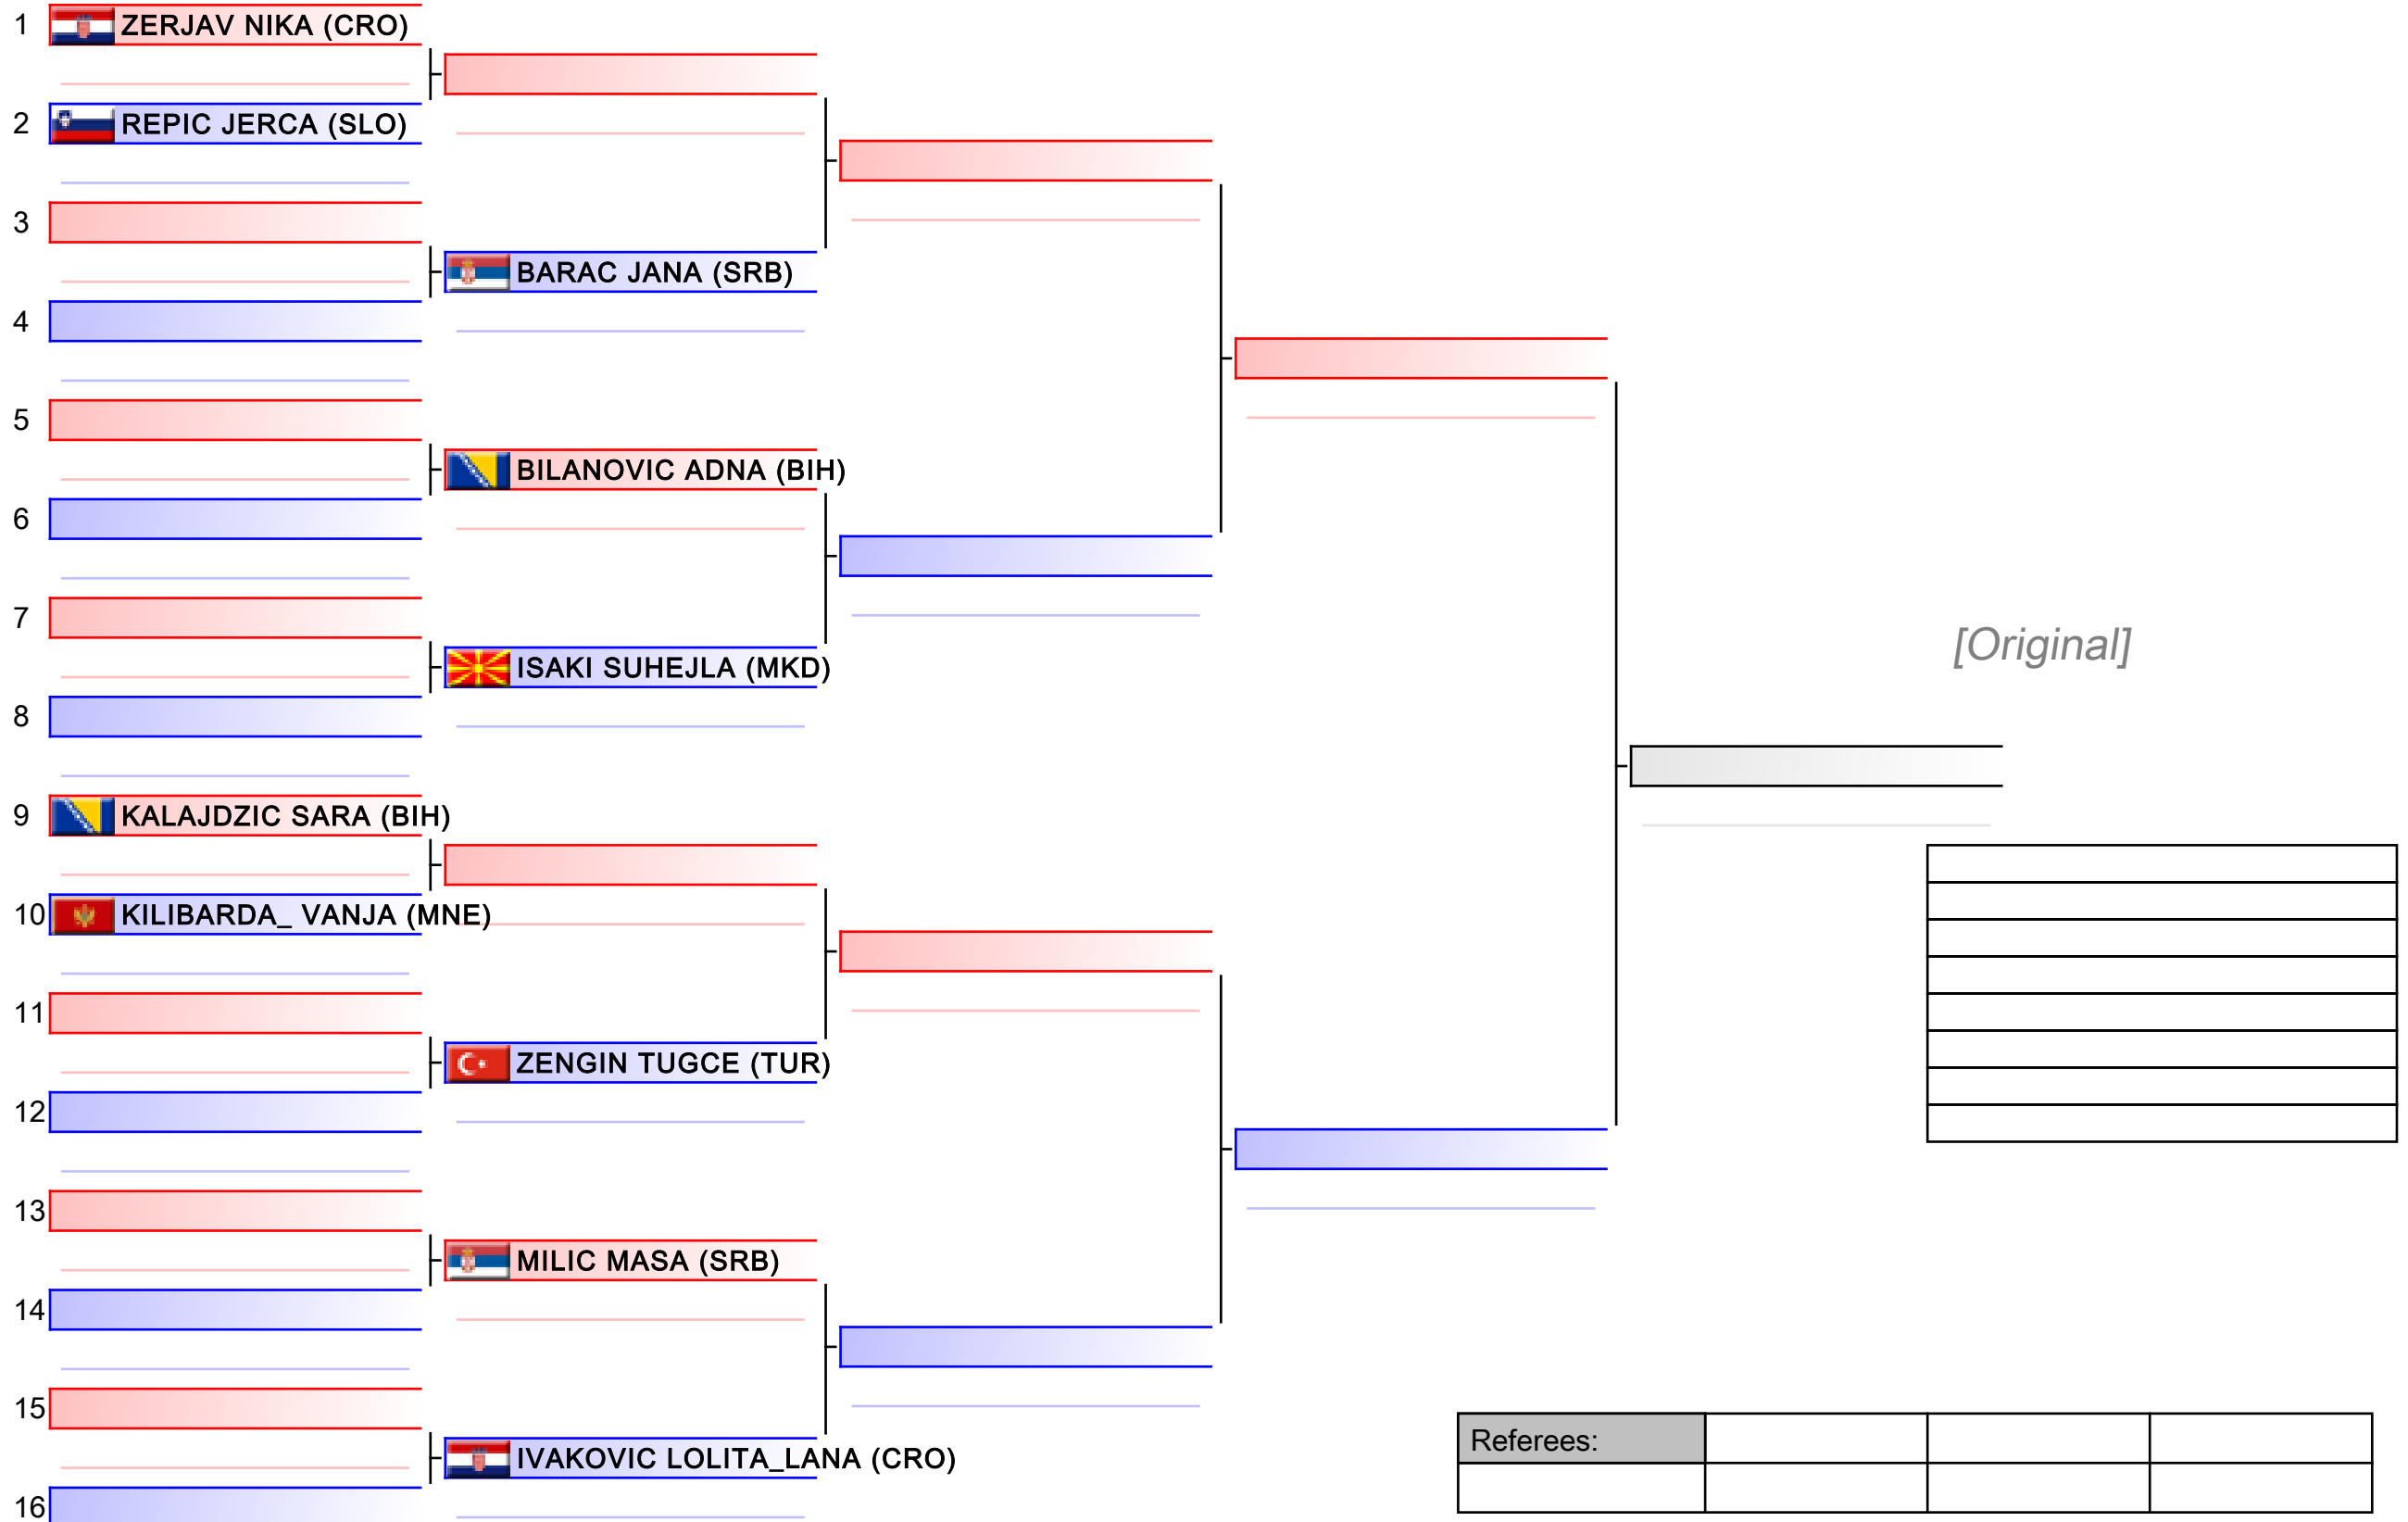 1 ZERJAV NIKA (CRO)
2 REPIC JERCA (SLO)
3
BARAC JANA (SRB)
4
5
BILANOVIC ADNA (BIH)
6
7
ISAKI SUHEJLA (MKD)
8
[Original]
9 KALAJDZIC SARA (BIH)
10 KILIBARDA_ VANJA (MNE)
11
ZENGIN TUGCE (TUR)
12
13
MILIC MASA (SRB)
14
15
IVAKOVIC LOLITA_LANA (CRO)
16
Referees: